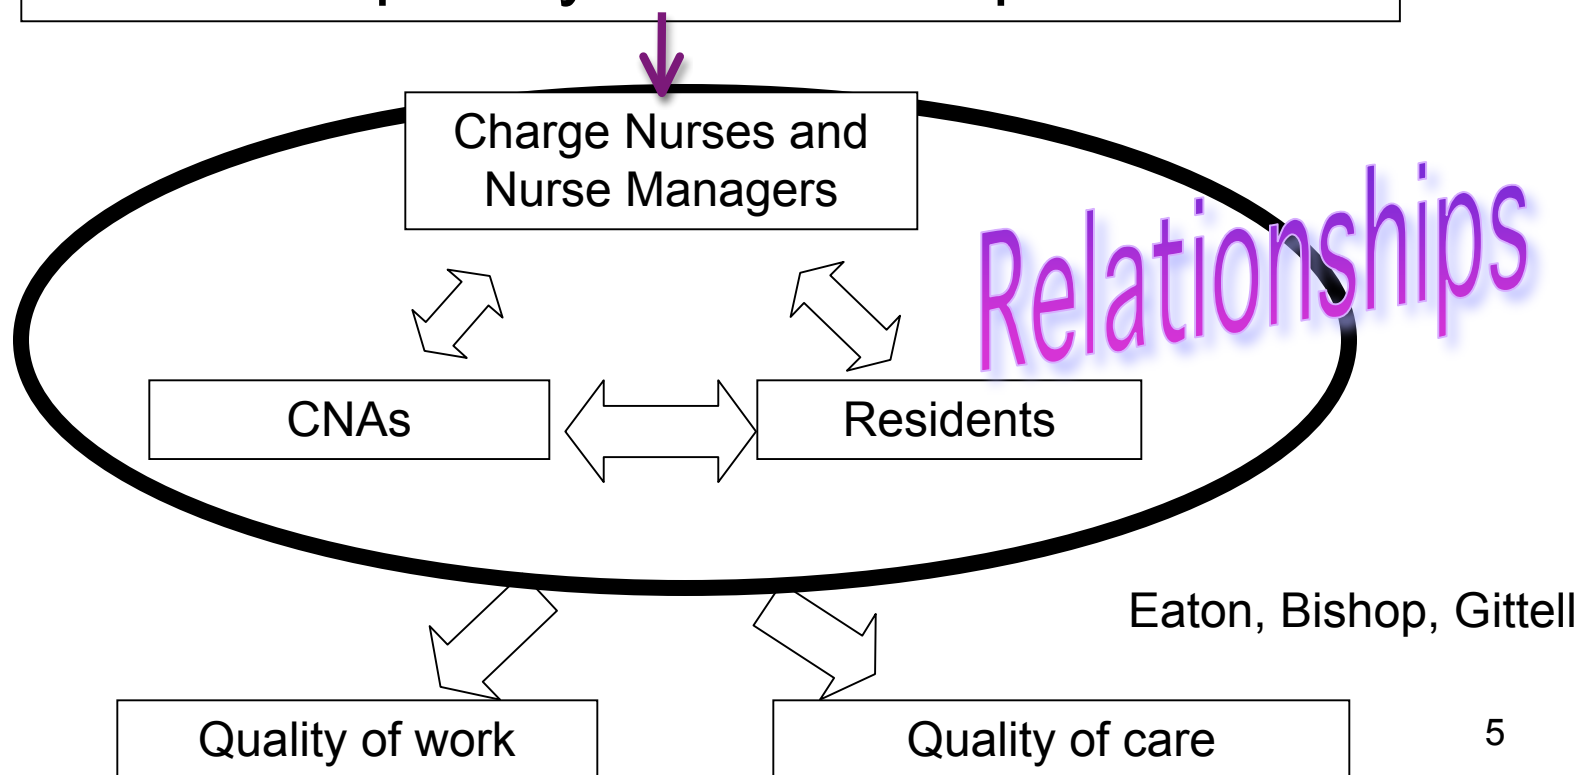 Charge Nurses and
Nurse Managers
Relationships
CNAs
Residents
Eaton, Bishop, Gittell
Quality of work
Quality of care
5